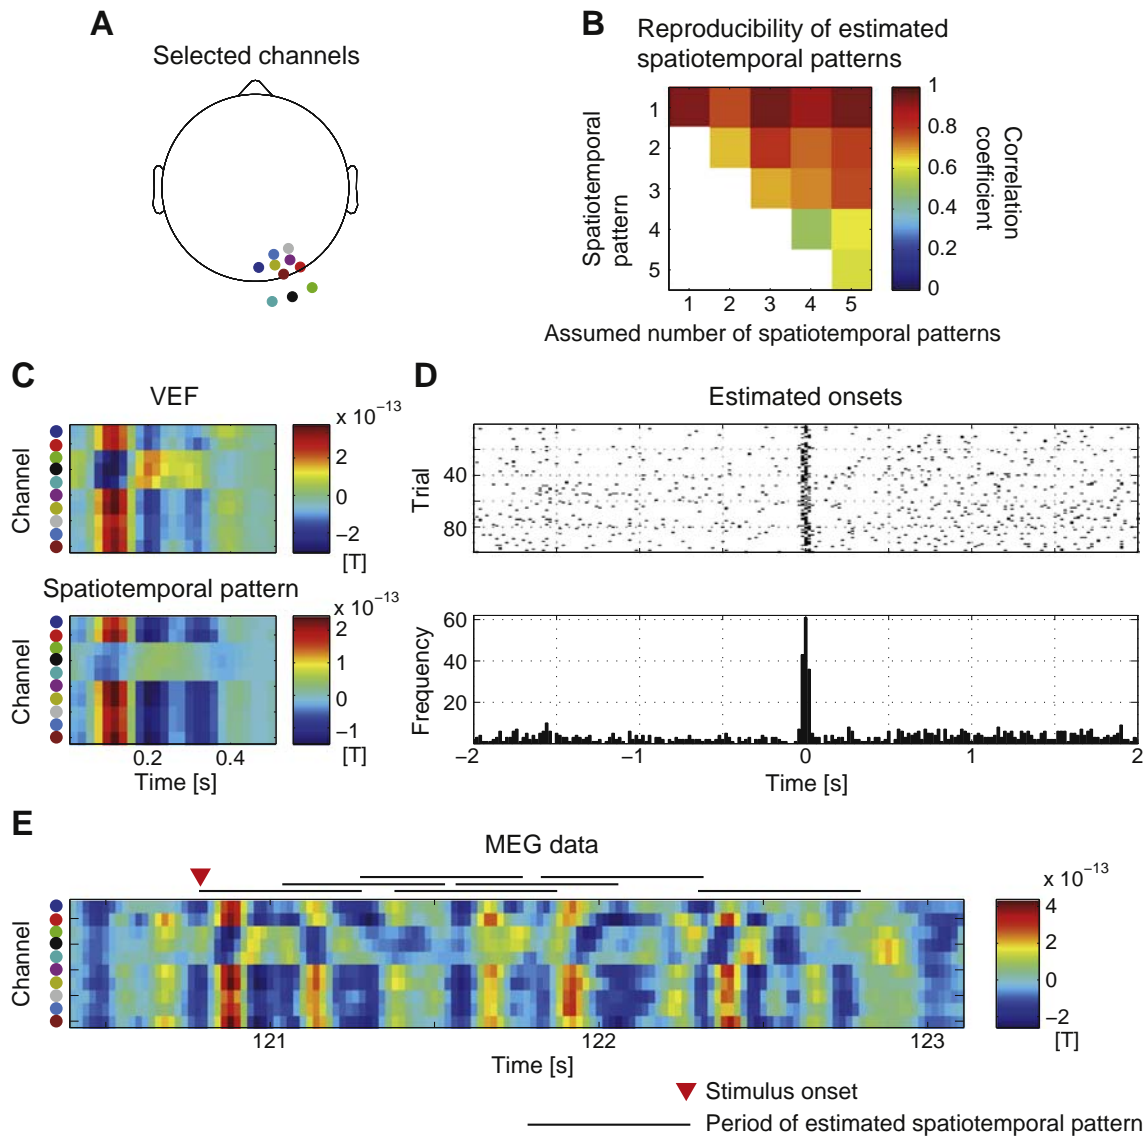 A
Selected channels
B
Reproducibility of estimated
spatiotemporal patterns
Spatiotemporal
pattern
1
2
3
4
5
1 2 3 4 5
Assumed number of spatiotemporal patterns
1
0.8
0.6
0.4
0.2
0
Correlation
coefficient
C
VEF
Channel
x 10−13
2
0
−2
[T]
Spatiotemporal pattern
Channel
x 10−13
2
1
0
−1
[T]
0.2 0.4
Time [s]
D
Estimated onsets
Trial
40
80
Frequency
60
40
20
−2 −1 0 1 2
Time [s]
E
MEG data
Channel
121 122 123
Time [s]
x 10−13
4
2
0
−2
[T]
Stimulus onset
Period of estimated spatiotemporal pattern